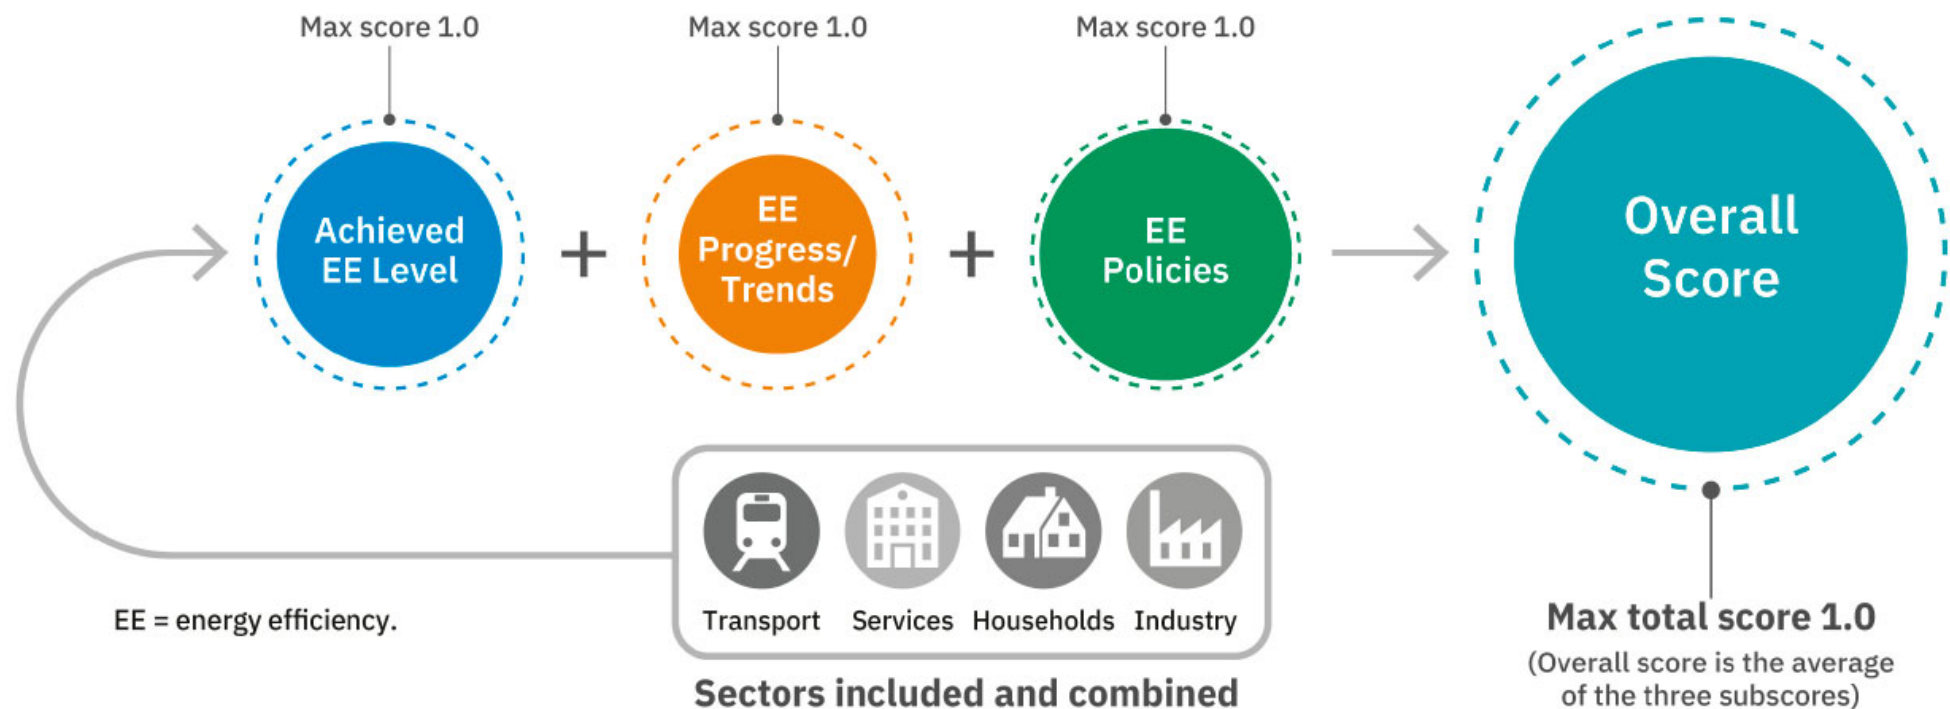 Max score 1.0
Max score 1.0
Max score 1.0
Achieved
EE Level
+
EE
Progress/
Trends
+
EE
Policies
Overall
Score
Transport
Services
Households
Industry
EE = energy efficiency.
Sectors included and combined
Max total score 1.0
(Overall score is the average
of the three subscores)